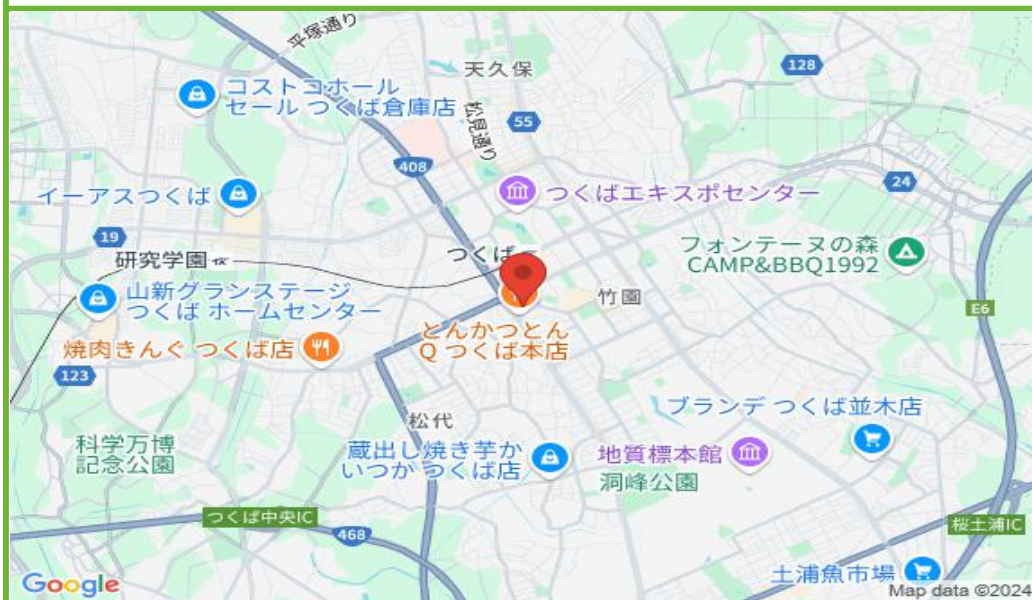 平塚通り
天久保
128
コストコホール
セール つくば倉庫店
松見通り
55
408
イーアスつくば
つくばエキスポセンター
24
19
研究学園
つくば
フォンテーヌの森
CAMP&BBQ1992
山新グランステージ
つくば ホームセンター
竹園
E6
とんかつとん
Q つくば本店
焼肉きんぐ つくば店
123
ブランデ つくば並木店
松代
科学万博
記念公園
蔵出し焼き芋か
いつか つくば店
地質標本館
洞峰公園
つくば中央IC
468
桜土浦IC
土浦魚市場
Google
Map data ©2024